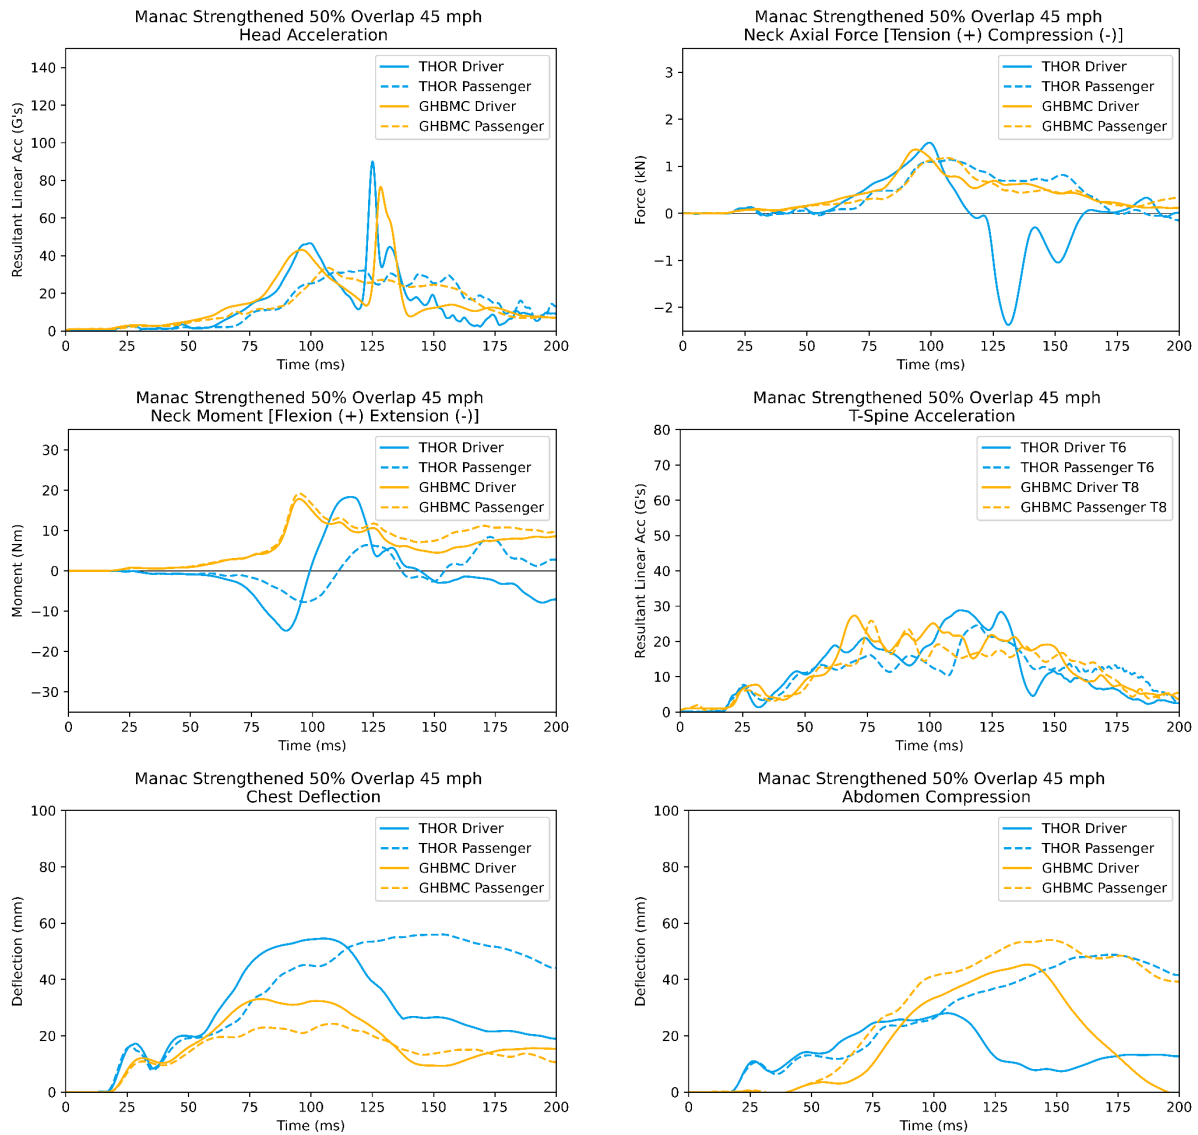 Manac Strengthened 50% Overlap 45 mph
Head Acceleration
Resultant Linear Acc (G's)
140
120
100
80
60
40
20
0
THOR Driver
THOR Passenger
GHBMC Driver
GHBMC Passenger
0 25 50 75 100 125 150 175 200
Time (ms)
Manac Strengthened 50% Overlap 45 mph
Neck Axial Force [Tension (+) Compression (-)]
Force (kN)
3
2
1
0
−1
−2
THOR Driver
THOR Passenger
GHBMC Driver
GHBMC Passenger
0 25 50 75 100 125 150 175 200
Time (ms)
Manac Strengthened 50% Overlap 45 mph
Neck Moment [Flexion (+) Extension (-)]
Moment (Nm)
30
20
10
0
−10
−20
−30
THOR Driver
THOR Passenger
GHBMC Driver
GHBMC Passenger
0 25 50 75 100 125 150 175 200
Time (ms)
Manac Strengthened 50% Overlap 45 mph
T-Spine Acceleration
Resultant Linear Acc (G's)
80
70
60
50
40
30
20
10
0
THOR Driver T6
THOR Passenger T6
GHBMC Driver T8
GHBMC Passenger T8
0 25 50 75 100 125 150 175 200
Time (ms)
Manac Strengthened 50% Overlap 45 mph
Chest Deflection
Deflection (mm)
100
80
60
40
20
0
THOR Driver
THOR Passenger
GHBMC Driver
GHBMC Passenger
0 25 50 75 100 125 150 175 200
Time (ms)
Manac Strengthened 50% Overlap 45 mph
Abdomen Compression
Deflection (mm)
100
80
60
40
20
0
THOR Driver
THOR Passenger
GHBMC Driver
GHBMC Passenger
0 25 50 75 100 125 150 175 200
Time (ms)